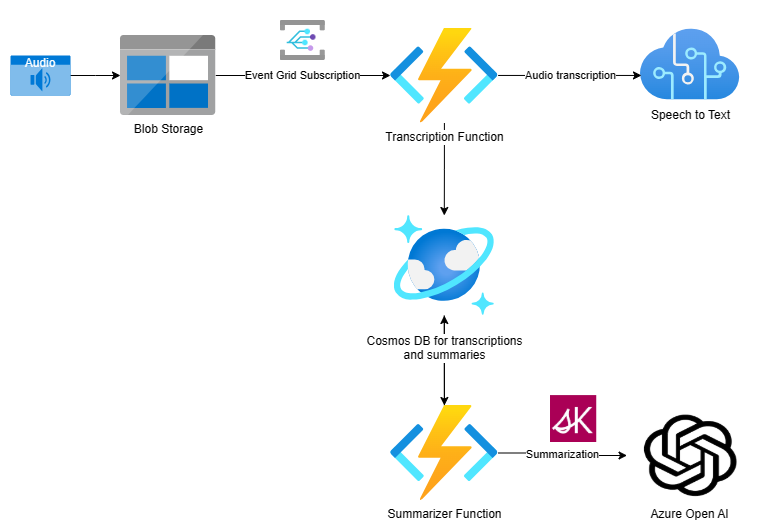 Audio
Blob Storage
Event Grid Subscription
Transcription Function
Audio transcription
Speech to Text
Cosmos DB for transcriptions
and summaries
SK
Summarization
Summarizer Function
Azure Open AI